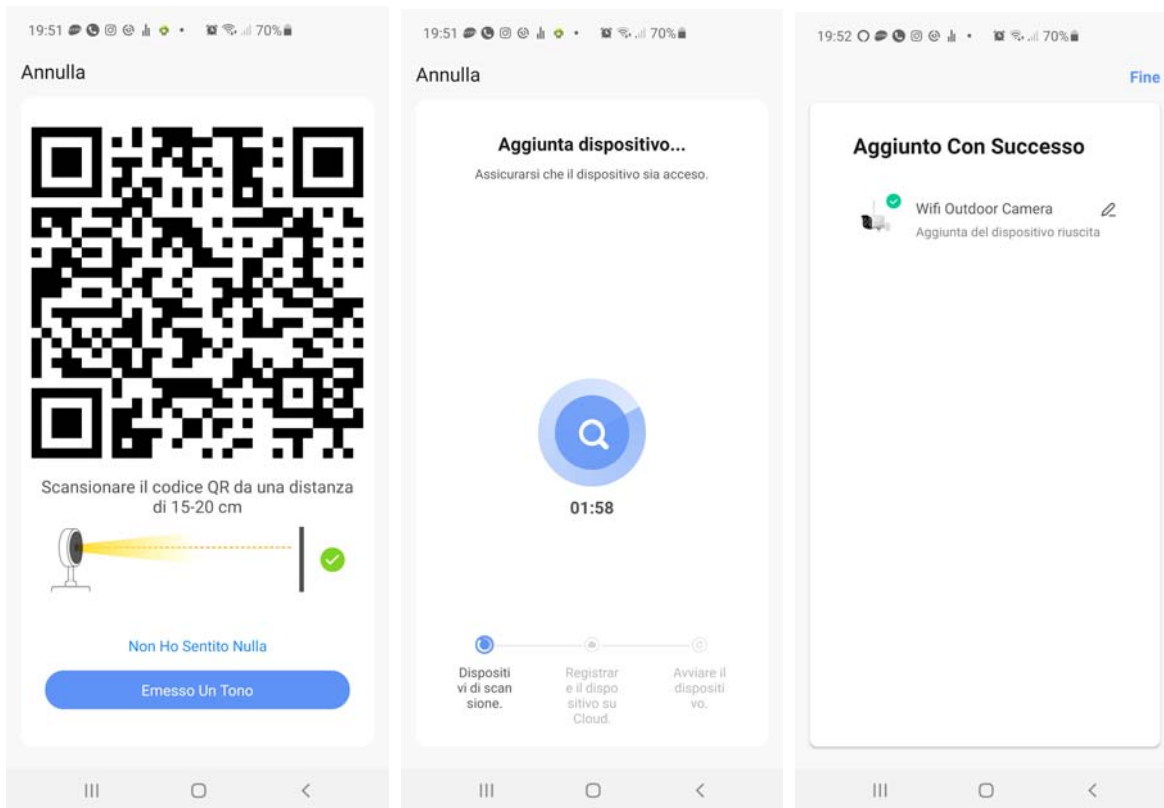 19:51
70%
Annulla
Scansionare il codice QR da una distanza
di 15-20 cm
Non Ho Sentito Nulla
Emesso Un Tono
19:51
70%
Annulla
Aggiunta dispositivo...
Assicurarsi che il dispositivo sia acceso.
01:58
Dispositi
vi di scan
sione.
Registrar
e il dispo
sitivo su
Cloud.
Avviare il
dispositi
vo.
19:52
70%
Fine
Aggiunto Con Successo
Wifi Outdoor Camera
Aggiunta del dispositivo riuscita